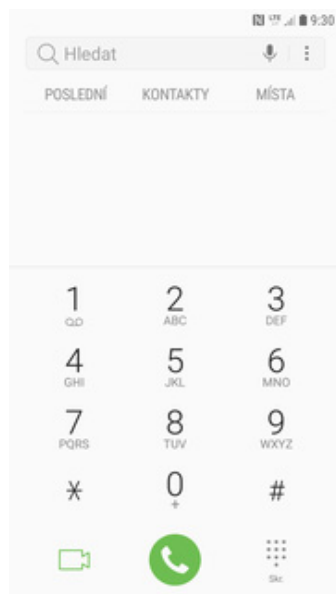 LTE 9:30
Hledat
POSLEDNÍ KONTAKTY MÍSTA
1 2 3
ABC DEF
4 5 6
GHI JKL MNO
7 8 9
PQRS TUV WXYZ
* 0 #
+
Skr.